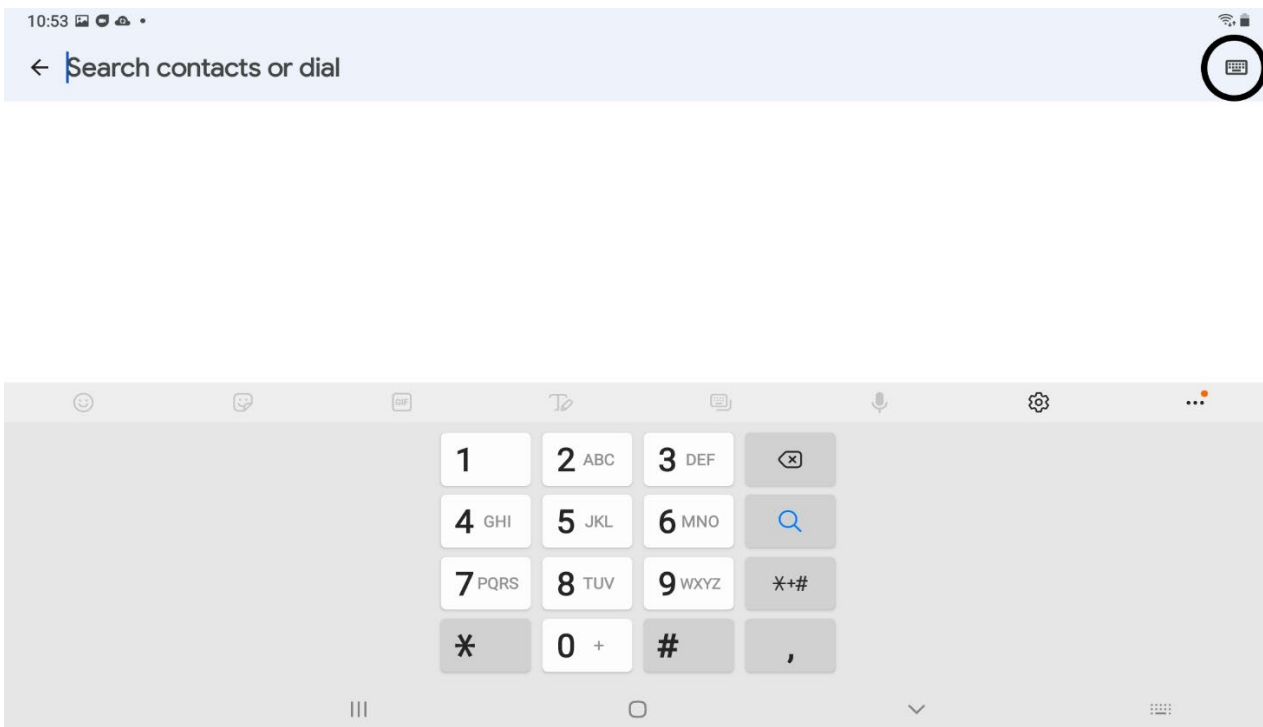 10:53
Search contacts or dial
GIF
1 2 ABC 3 DEF
4 GHI 5 JKL 6 MNO
7 PQRS 8 TUV 9 WXYZ *+#
* 0 + # ,